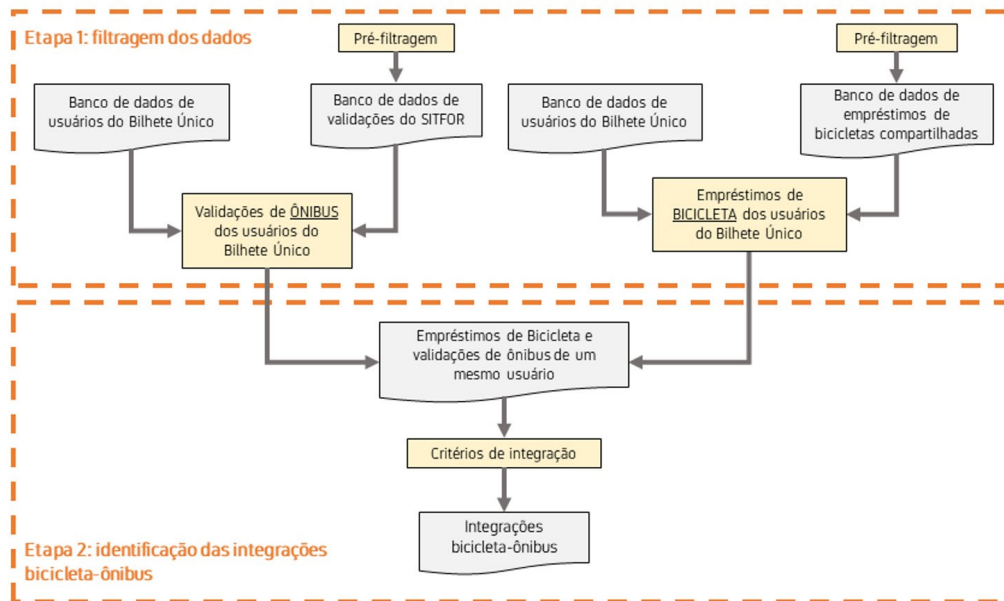 Etapa 1: filtragem dos dados
Pré-filtragem
Pré-filtragem
Banco de dados de
usuários do Bilhete Único
Banco de dados de
validações do SITFOR
Banco de dados de
usuários do Bilhete Único
Banco de dados de
empréstimos de
bicicletas compartilhadas
Validações de ÔNIBUS
dos usuários do
Bilhete Único
Empréstimos de
BICICLETA dos usuários
do Bilhete Único
Empréstimos de Bicicleta e
validações de ônibus de um
mesmo usuário
Critérios de integração
Integrações
bicicleta-ônibus
Etapa 2: identificação das integrações
bicicleta-ônibus